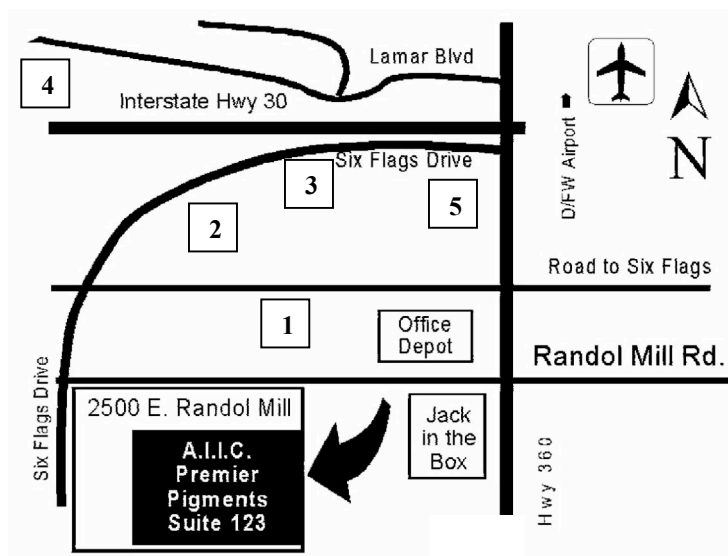 Lamar Blvd
4
Interstate Hwy 30
D/FW Airport
N
Six Flags Drive
3
5
2
Road to Six Flags
1
Office
Depot
Randol Mill Rd.
Six Flags Drive
2500 E. Randol Mill
A.I.I.C.
Premier
Pigments
Suite 123
Jack
in the
Box
Hwy 360